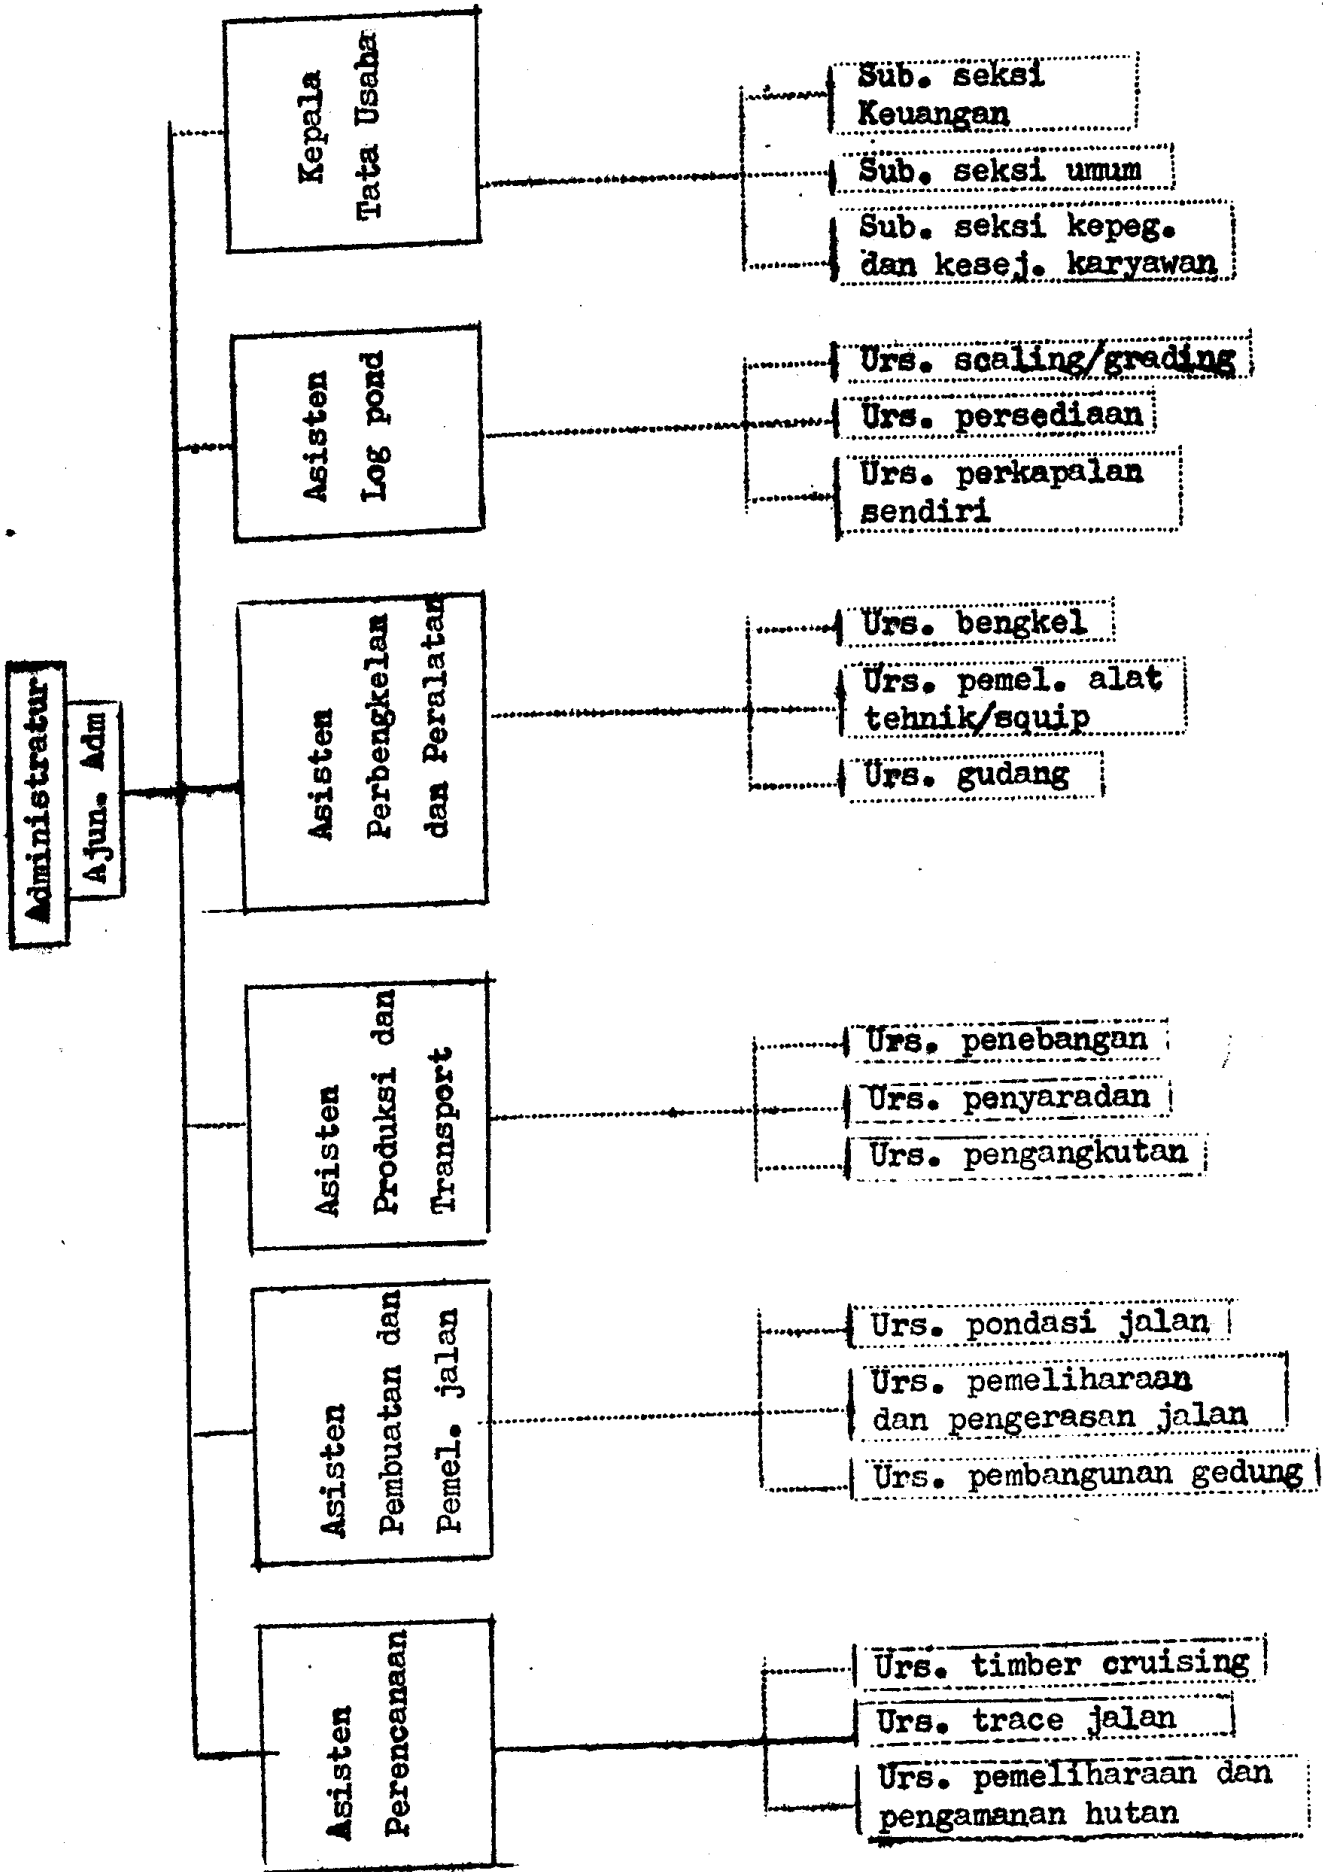 Administratur
Ajun. Adm
Kepala
Tata Usaha
Sub. seksi
Keuangan
Sub. seksi umum
Sub. seksi kepeg.
dan kesej. karyawan
Asisten
Log pond
Urs. scaling/grading
Urs. persediaan
Urs. perkapalan
sendiri
Asisten
Perbengkelan
dan Peralatan
Urs. bengkel
Urs. pemel. alat
tehnik/squip
Urs. gudang
Asisten
Produksi dan
Transport
Urs. penebangan
Urs. penyaradan
Urs. pengangkutan
Asisten
Pembuatan dan
Pemel. jalan
Urs. pondasi jalan
Urs. pemeliharaan
dan pengerasan jalan
Urs. pembangunan gedung
Asisten
Perencanaan
Urs. timber cruising
Urs. trace jalan
Urs. pemeliharaan dan
pengamanan hutan